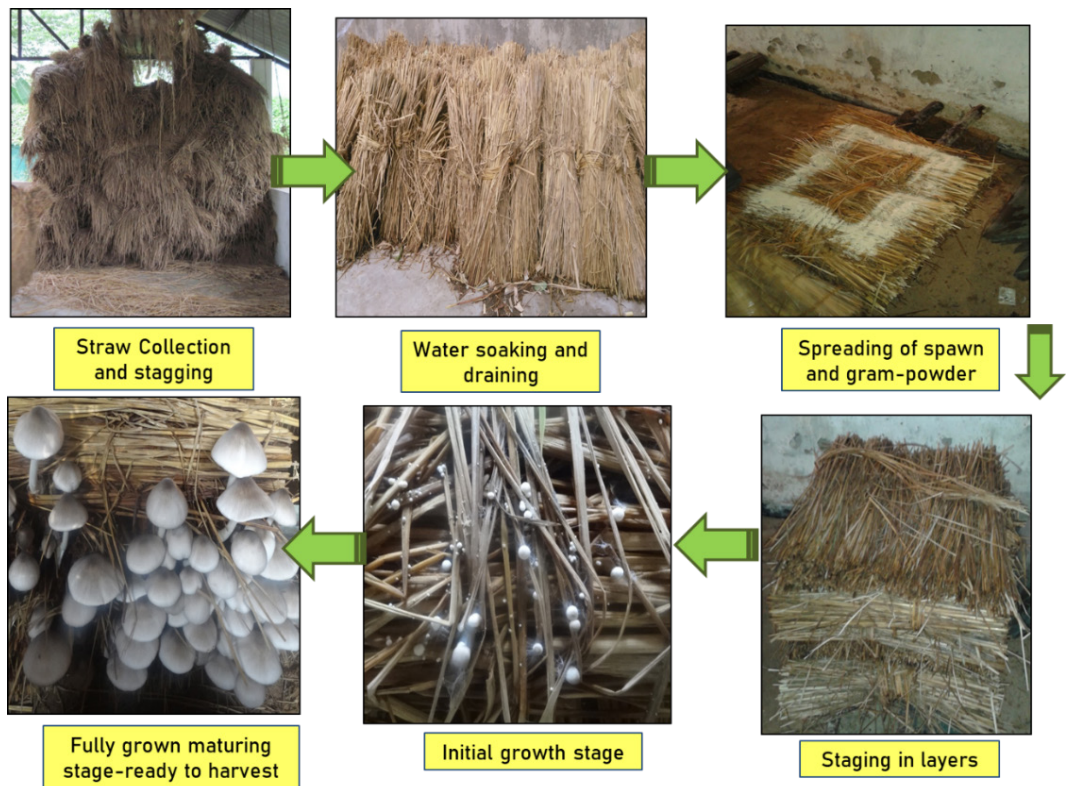 Straw Collection
and stagging
Water soaking and
draining
Spreading of spawn
and gram-powder
Staging in layers
Initial growth stage
Fully grown maturing
stage-ready to harvest